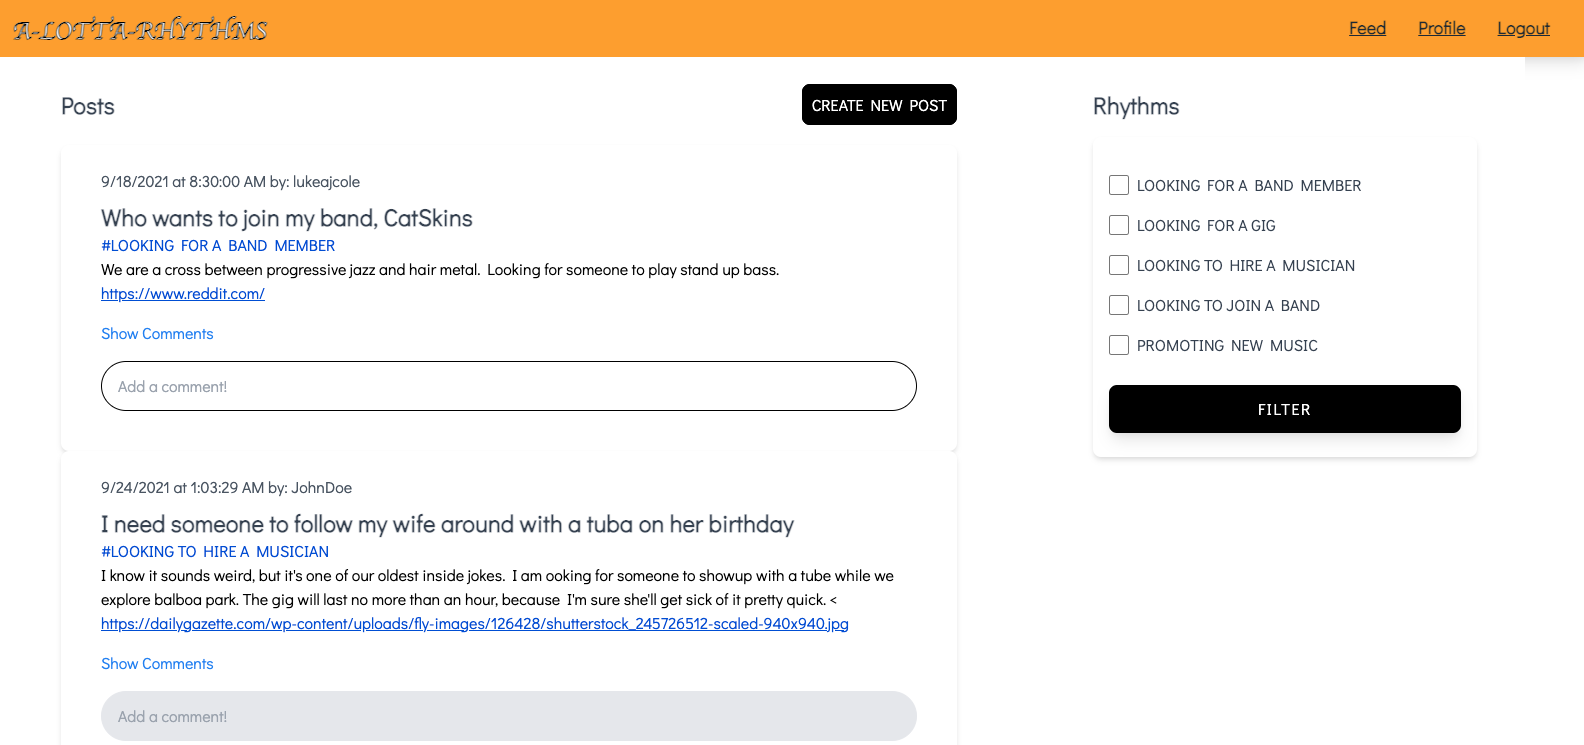 A-LOTTA-RHYTHMS
Feed
Profile
Logout
Posts
CREATE NEW POST
9/18/2021 at 8:30:00 AM by: lukeajcole
Who wants to join my band, CatSkins
#LOOKING FOR A BAND MEMBER
We are a cross between progressive jazz and hair metal. Looking for someone to play stand up bass.
https://www.reddit.com/
Show Comments
Add a comment!
9/24/2021 at 1:03:29 AM by: JohnDoe
I need someone to follow my wife around with a tuba on her birthday
#LOOKING TO HIRE A MUSICIAN
I know it sounds weird, but it's one of our oldest inside jokes. I am ooking for someone to showup with a tube while we
explore balboa park. The gig will last no more than an hour, because I'm sure she'll get sick of it pretty quick. <
https://dailygazette.com/wp-content/uploads/fly-images/126428/shutterstock_245726512-scaled-940x940.jpg
Show Comments
Add a comment!
Rhythms
LOOKING FOR A BAND MEMBER
LOOKING FOR A GIG
LOOKING TO HIRE A MUSICIAN
LOOKING TO JOIN A BAND
PROMOTING NEW MUSIC
FILTER